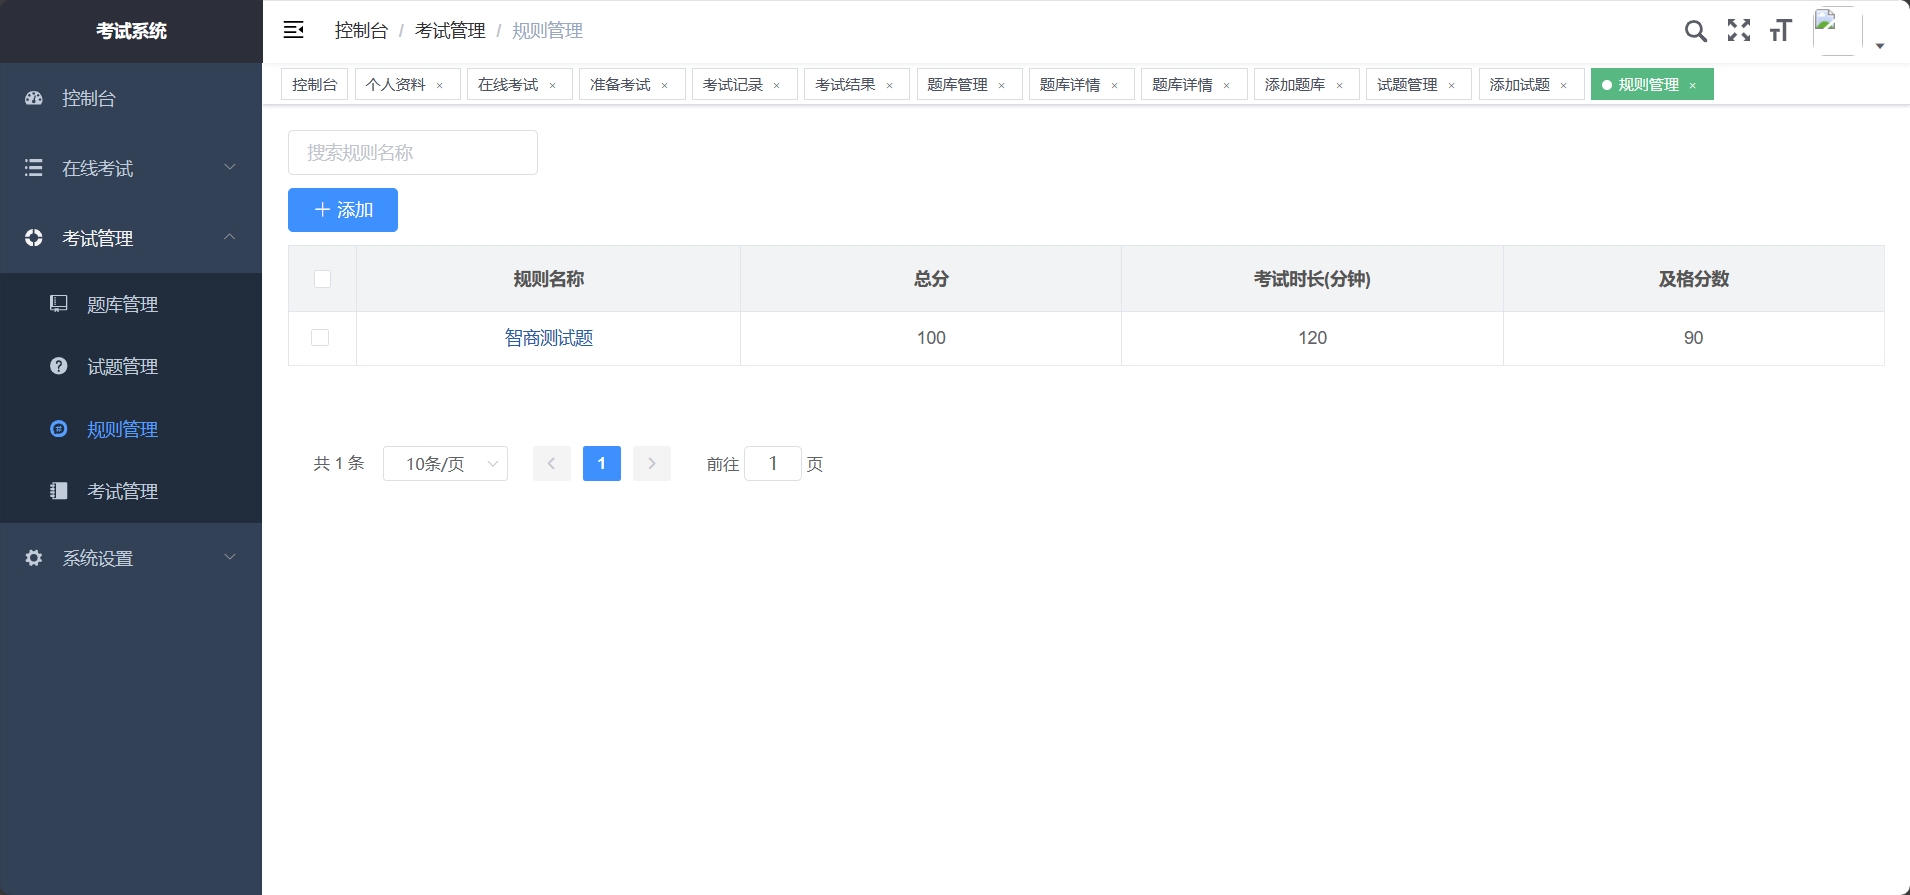 考试系统
控制台 / 考试管理 / 规则管理
控制台
个人资料 ×
在线考试 ×
准备考试 ×
考试记录 ×
考试结果 ×
题库管理 ×
题库详情 ×
题库详情 ×
添加题库 ×
试题管理 ×
添加试题 ×
规则管理 ×
控制台
在线考试
考试管理
题库管理
试题管理
规则管理
考试管理
系统设置
搜索规则名称
+ 添加
规则名称 总分 考试时长(分钟) 及格分数
智商测试题 100 120 90
共 1 条 10条/页 1 前往 1 页